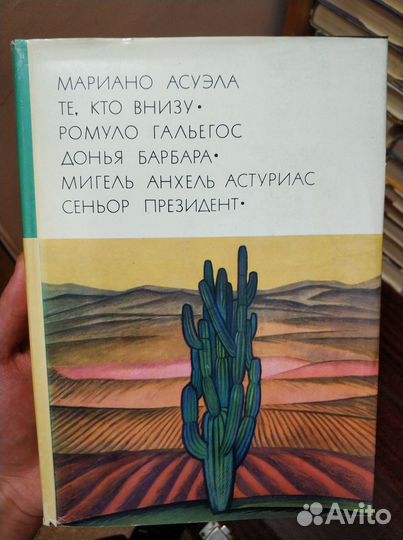 МАРИАНО АСУЭЛА
ТЕ, КТО ВНИЗУ•
РОМУЛО ГАЛЬЕГОС
ДОНЬЯ БАРБАРА•
МИГЕЛЬ АНХЕЛЬ АСТУРИАС
СЕНЬОР ПРЕЗИДЕНТ•
Avito